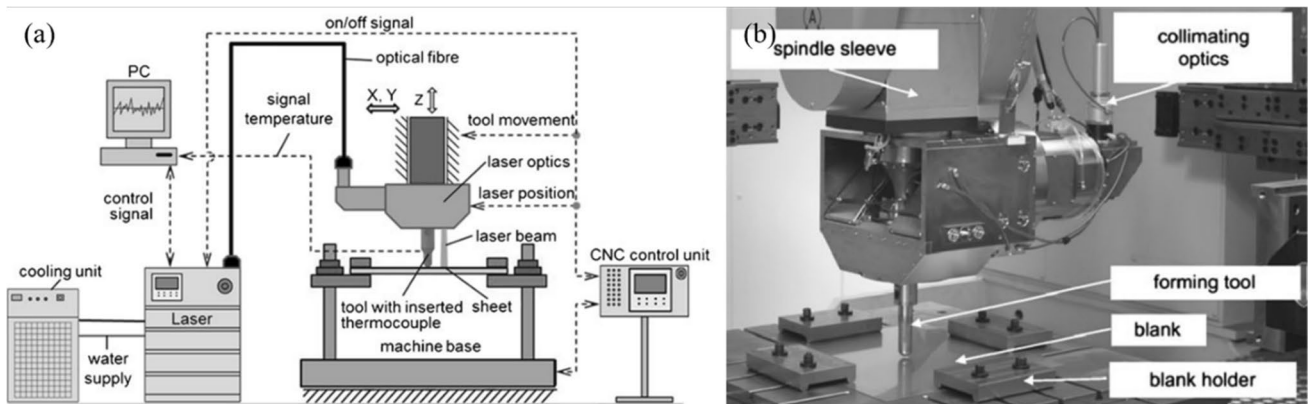 (a)
on/off signal
optical fibre
PC
signal
temperature
X, Y
Z
tool movement
laser optics
laser position
control
signal
laser beam
CNC control unit
cooling unit
Laser
tool with inserted
thermocouple
sheet
water
supply
machine base
(b)
A
spindle sleeve
collimating
optics
forming tool
blank
blank holder